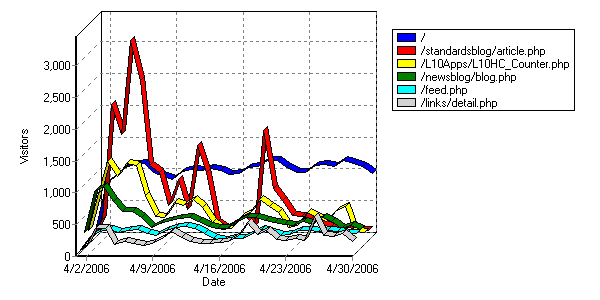 3,000
2,500
2,000
1,500
1,000
500
0
Visitors
4/2/2006 4/9/2006 4/16/2006 4/23/2006 4/30/2006
Date
/
/standardsblog/article.php
/L10Apps/L10HC_Counter.php
/newsblog/blog.php
/feed.php
/links/detail.php